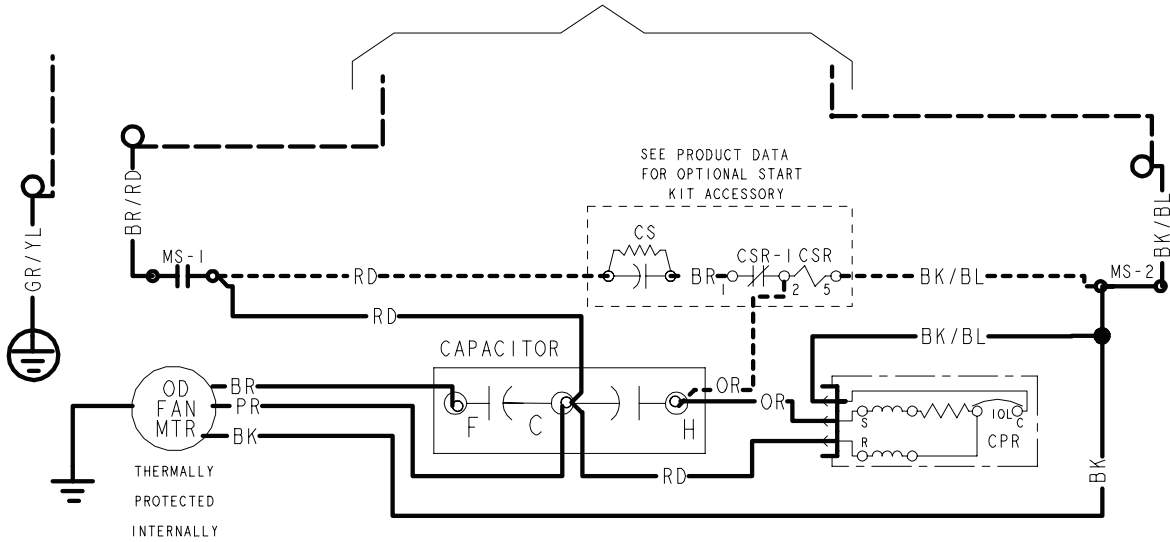 SEE PRODUCT DATA
FOR OPTIONAL START
KIT ACCESSORY
BR/RD
GR/YL
BK/BL
MS-1
RD
CS
BR
CSR-1
CSR
1
2
5
BK/BL
MS-2
RD
BK/BL
CAPACITOR
OD
FAN
MTR
BR
PR
BK
F
C
H
OR
OR
S
R
IOL
C
CPR
RD
BK
THERMALLY
PROTECTED
INTERNALLY